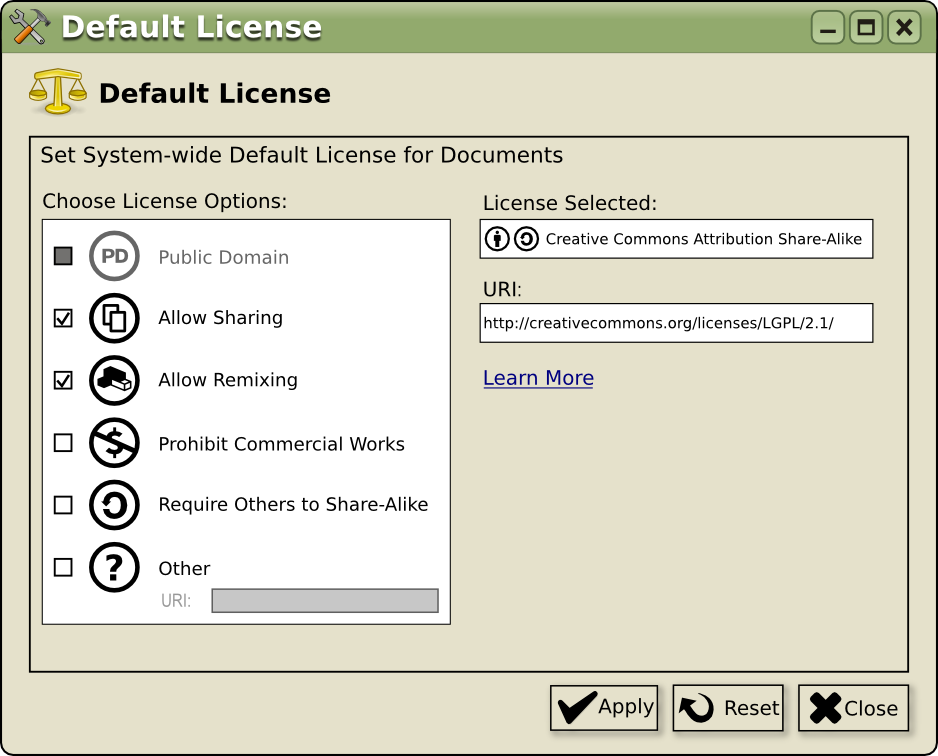 Default License
Default License
Set System-wide Default License for Documents
Choose License Options:
PD Public Domain
Allow Sharing
Allow Remixing
$ Prohibit Commercial Works
Require Others to Share-Alike
? Other
URI:
License Selected:
Creative Commons Attribution Share-Alike
URI:
http://creativecommons.org/licenses/LGPL/2.1/
Learn More
Apply Reset Close